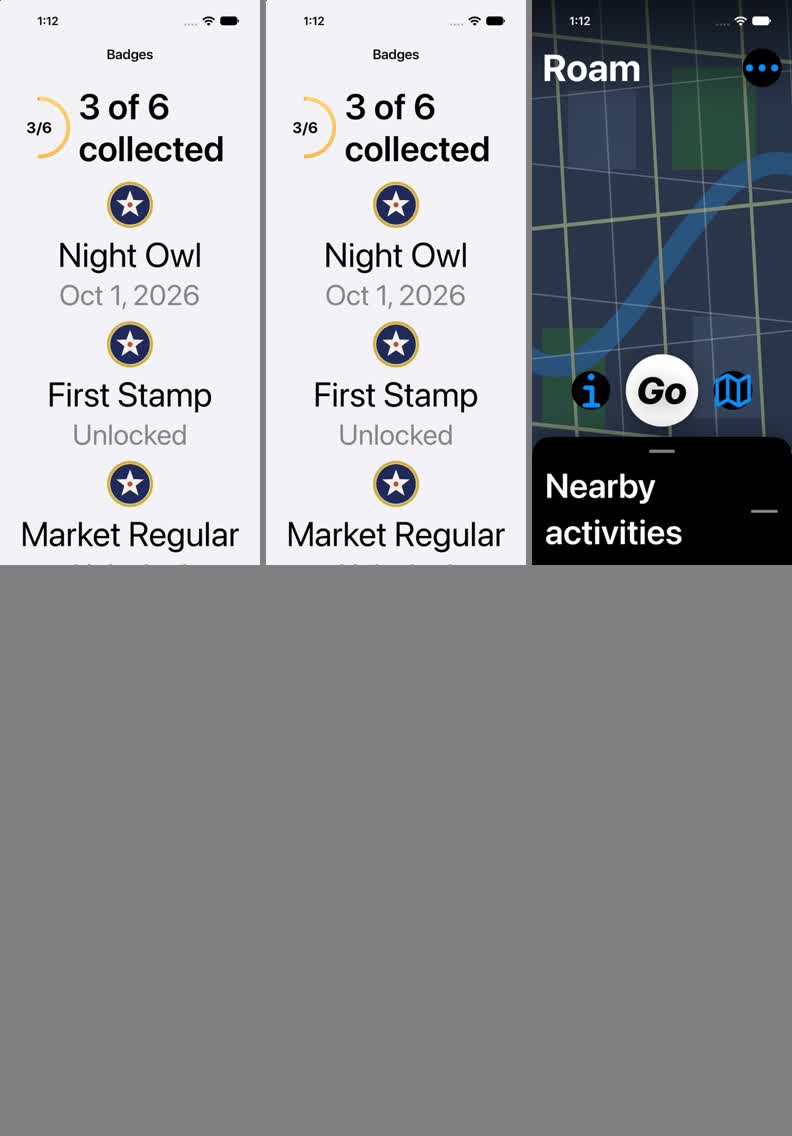 1:12
Badges
3/6
3 of 6
collected
Night Owl
Oct 1, 2026
First Stamp
Unlocked
Market Regular
1:12
Badges
3/6
3 of 6
collected
Night Owl
Oct 1, 2026
First Stamp
Unlocked
Market Regular
1:12
Roam
Go
Nearby
activities